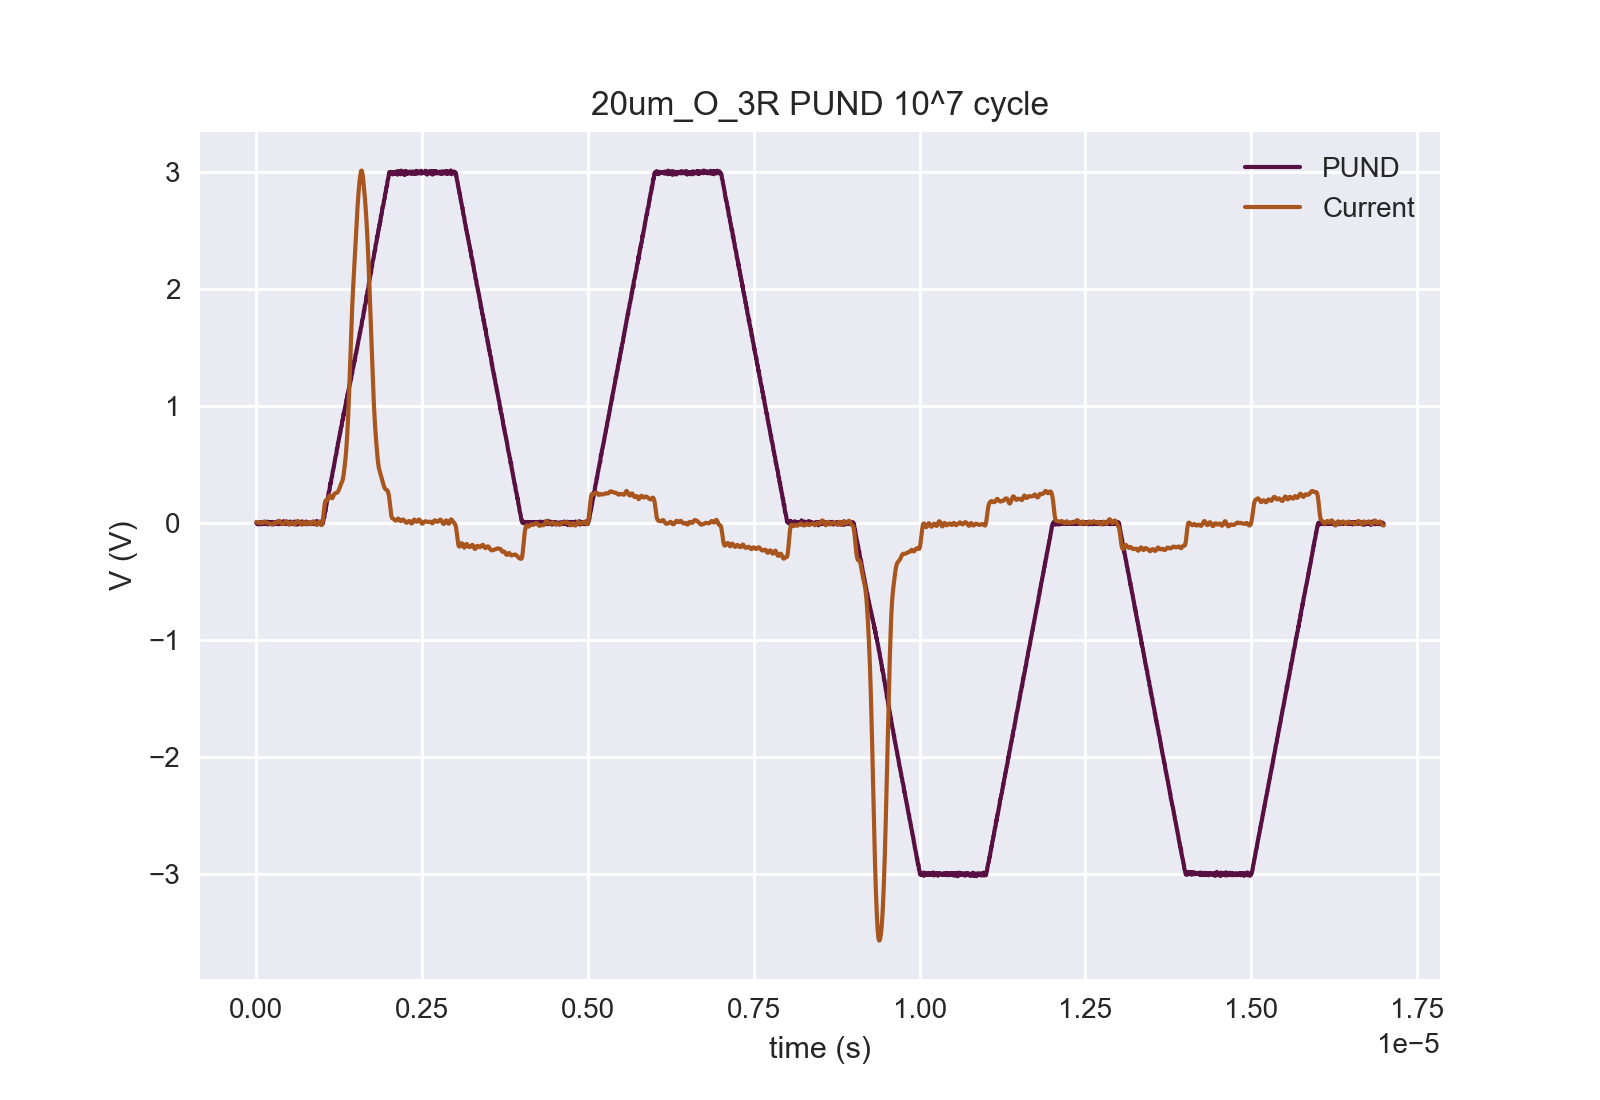 20um_O_3R PUND 10^7 cycle
PUND
Current
3
2
1
0
−1
−2
−3
V (V)
0.00 0.25 0.50 0.75 1.00 1.25 1.50 1.75
time (s)
1e−5